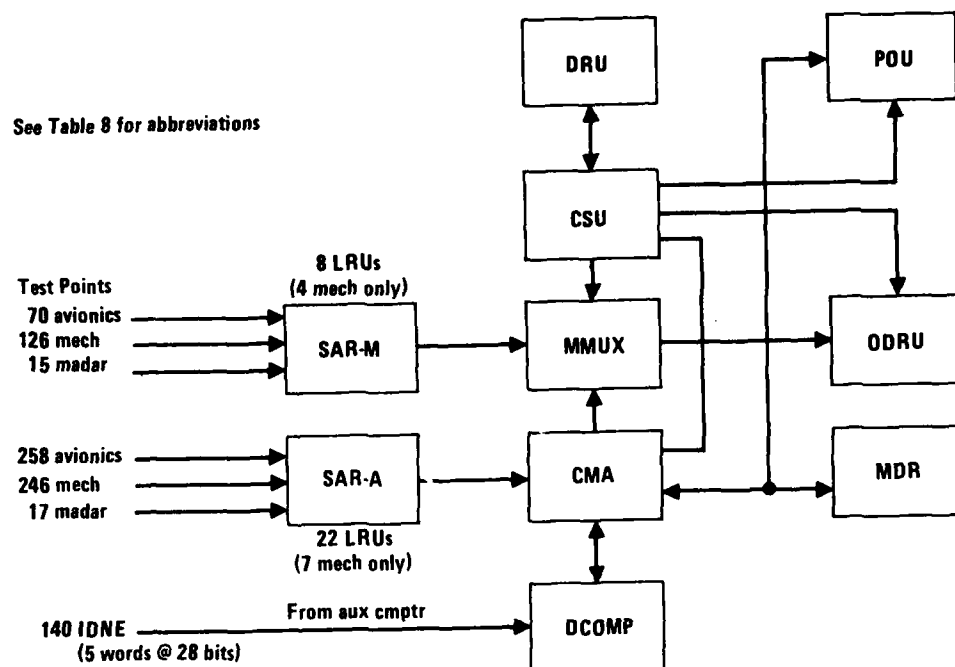 DRU
POU
See Table 8 for abbreviations
CSU
8 LRUs
(4 mech only)
Test Points
70 avionics
126 mech
15 madar
SAR-M
MMUX
ODRU
258 avionics
246 mech
17 madar
SAR-A
CMA
MDR
22 LRUs
(7 mech only)
From aux cmptr
140 IDNE
(5 words @ 28 bits)
DCOMP